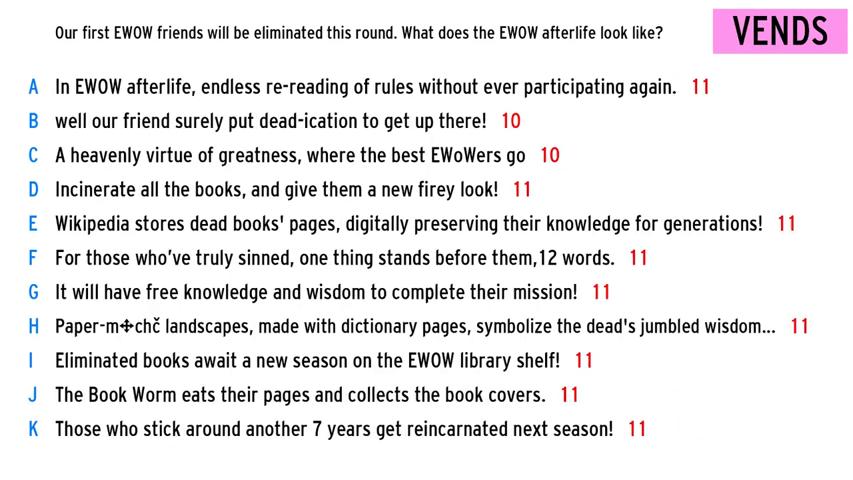 Our first EWOW friends will be eliminated this round. What does the EWOW afterlife look like?
VENDS
A In EWOW afterlife, endless re-reading of rules without ever participating again. 11
B well our friend surely put dead-ication to get up there! 10
C A heavenly virtue of greatness, where the best EWoWers go 10
D Incinerate all the books, and give them a new firey look! 11
E Wikipedia stores dead books' pages, digitally preserving their knowledge for generations! 11
F For those who've truly sinned, one thing stands before them,12 words. 11
G It will have free knowledge and wisdom to complete their mission! 11
H Paper-m✣chč landscapes, made with dictionary pages, symbolize the dead's jumbled wisdom... 11
I Eliminated books await a new season on the EWOW library shelf! 11
J The Book Worm eats their pages and collects the book covers. 11
K Those who stick around another 7 years get reincarnated next season! 11